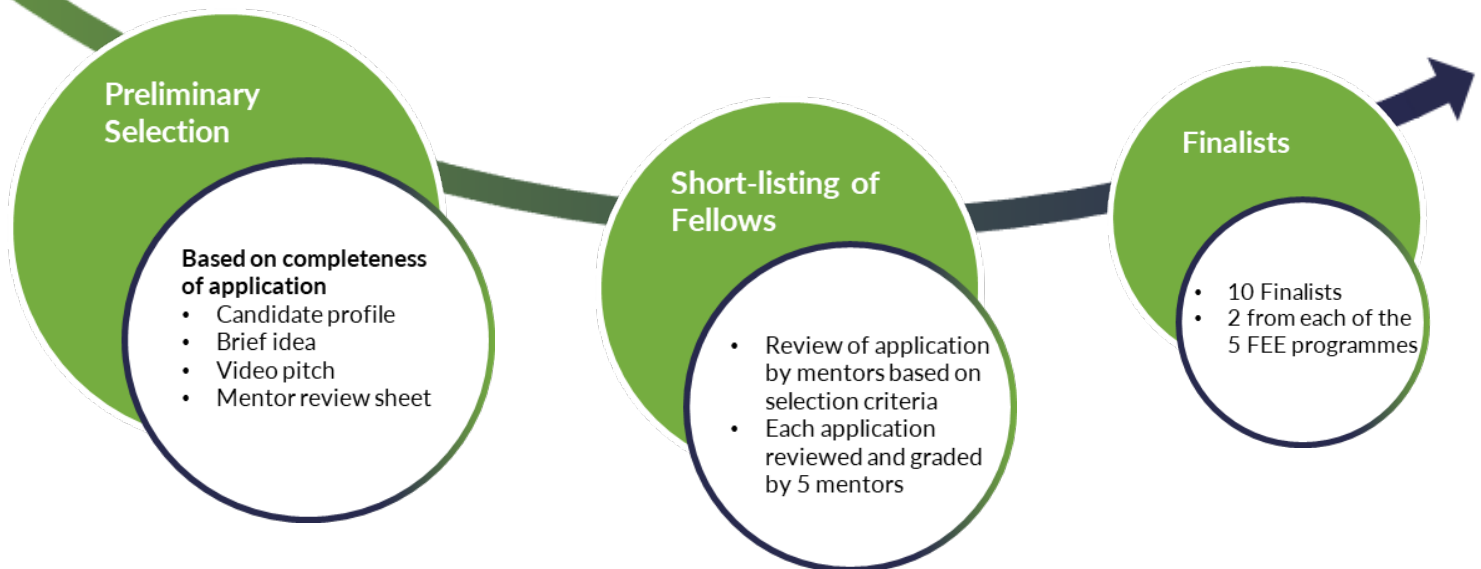 Preliminary
Selection
Based on completeness
of application
• Candidate profile
• Brief idea
• Video pitch
• Mentor review sheet
Short-listing of
Fellows
• Review of application
by mentors based on
selection criteria
• Each application
reviewed and graded
by 5 mentors
Finalists
• 10 Finalists
• 2 from each of the
5 FEE programmes